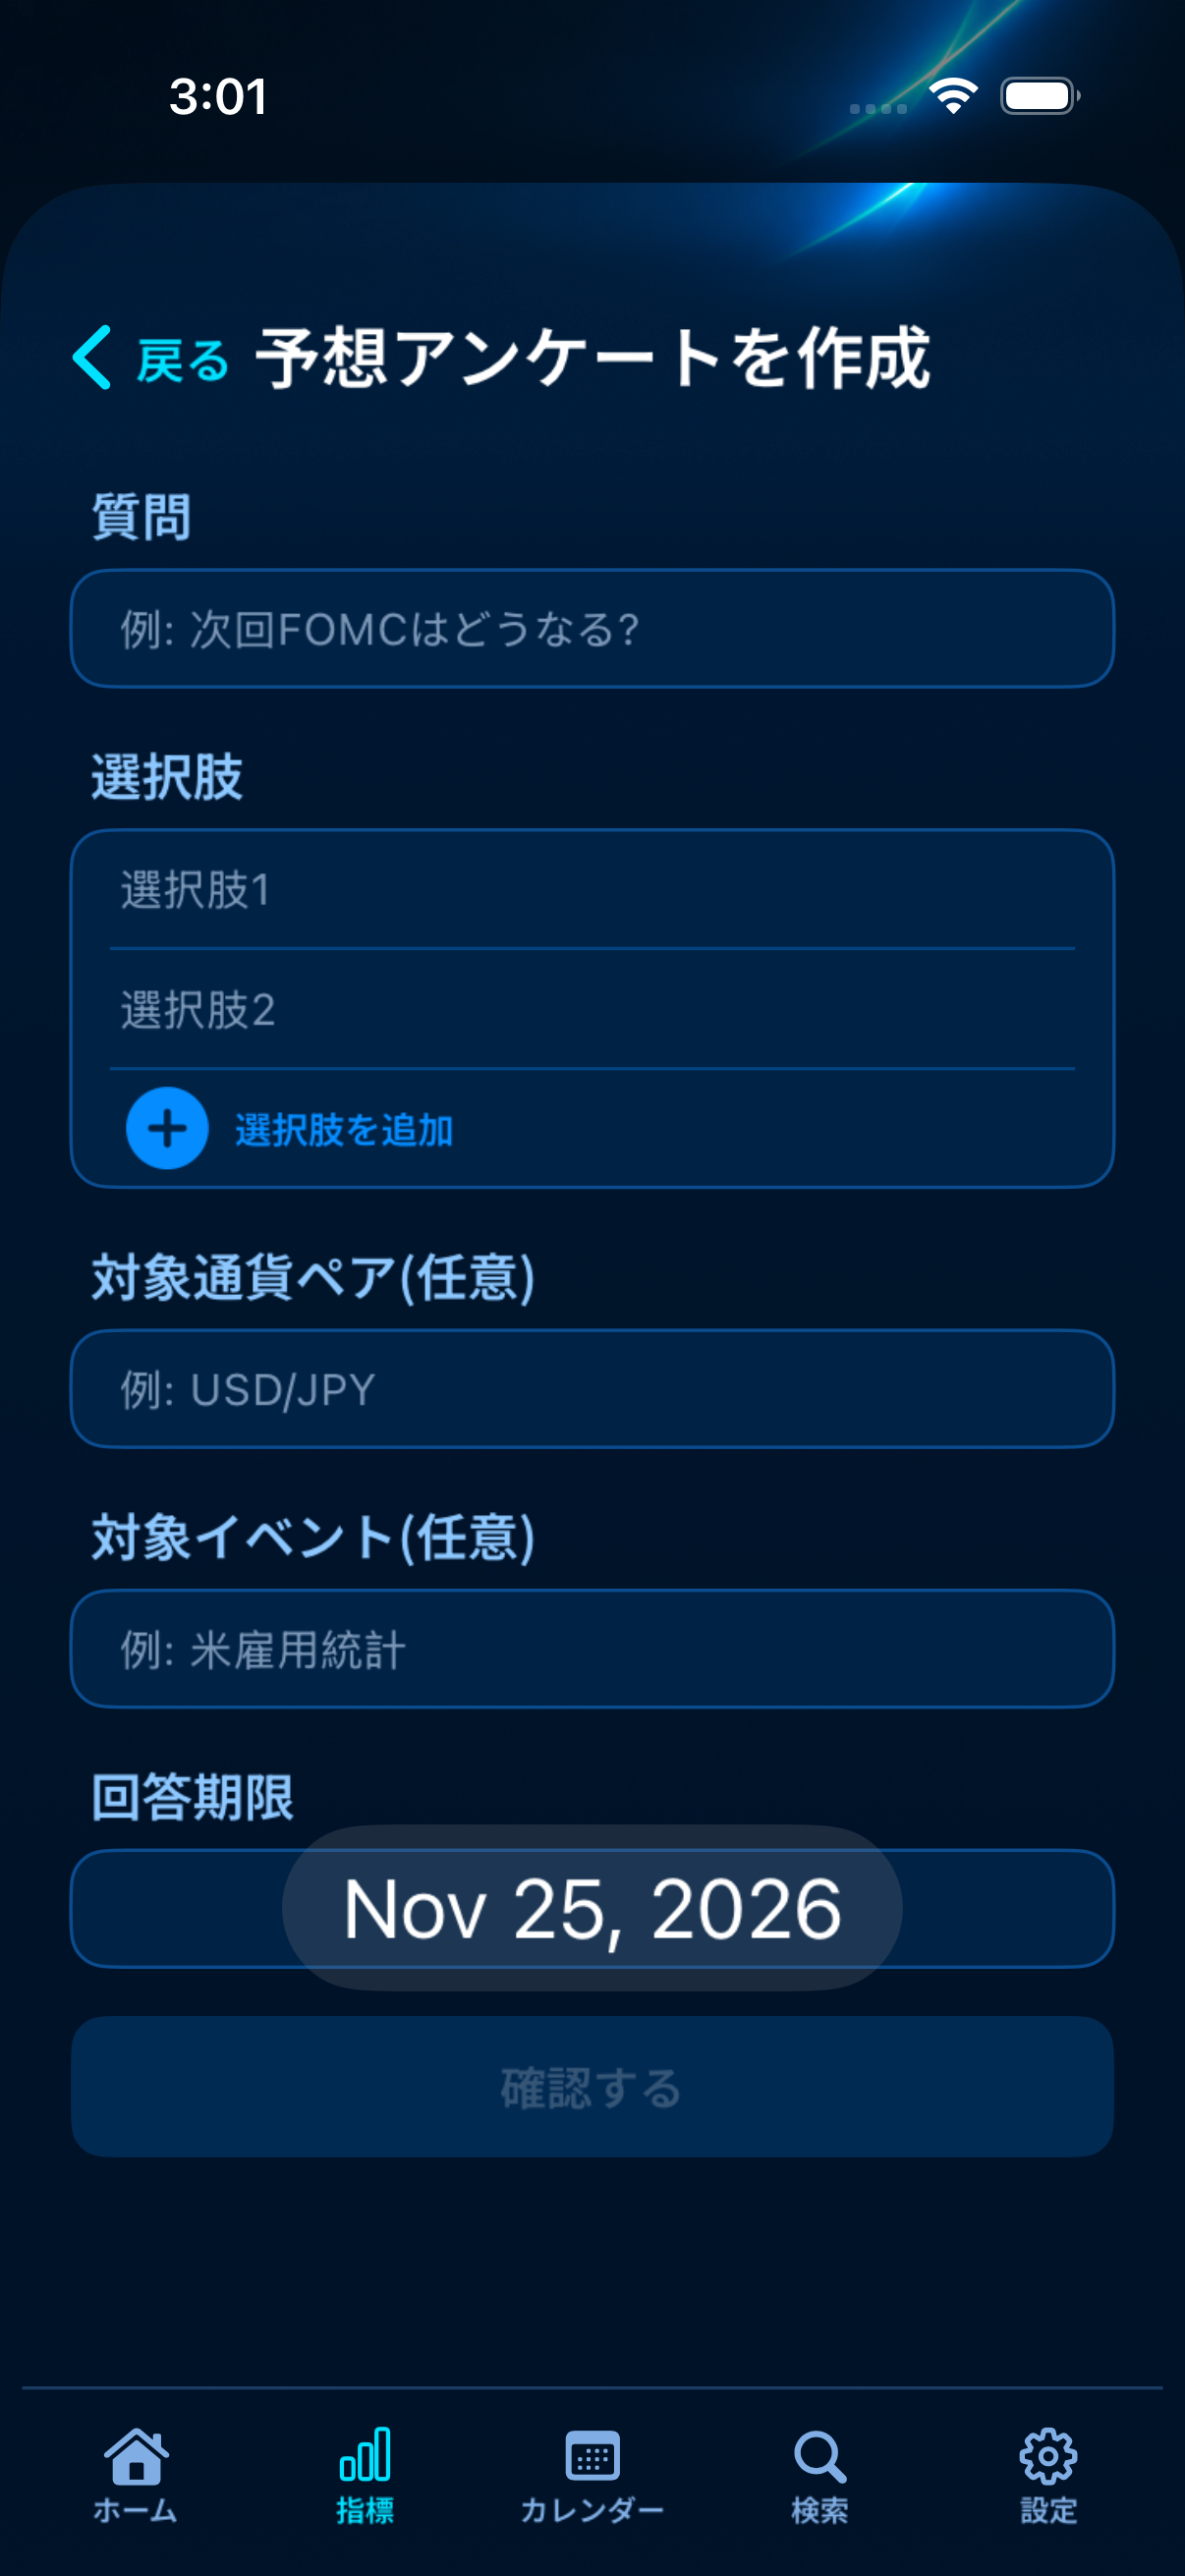 3:01
戻る 予想アンケートを作成
質問
例: 次回FOMCはどうなる?
選択肢
選択肢1
選択肢2
選択肢を追加
対象通貨ペア(任意)
例: USD/JPY
対象イベント(任意)
例: 米雇用統計
回答期限
Nov 25, 2026
確認する
ホーム 指標 カレンダー 検索 設定